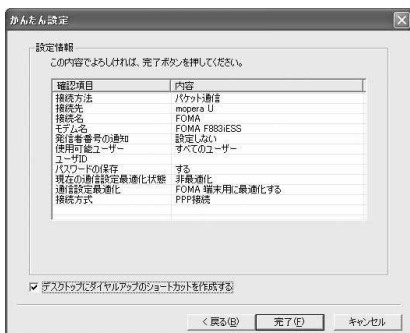 かんたん設定
設定情報
この内容でよろしければ、完了ボタンを押してください。
確認項目 内容
接続方法 パケット通信
接続先 mopera U
接続名 FOMA
モデム名 FOMA F883iESS
発信者番号の通知 設定しない
使用可能ユーザー すべてのユーザー
ユーザID
パスワードの保存 する
現在の通信設定最適化状態 非最適化
通信設定最適化 FOMA 端末用に最適化する
接続方式 PPP接続
デスクトップにダイヤルアップのショートカットを作成する
< 戻る(B) 完了(F) キャンセル